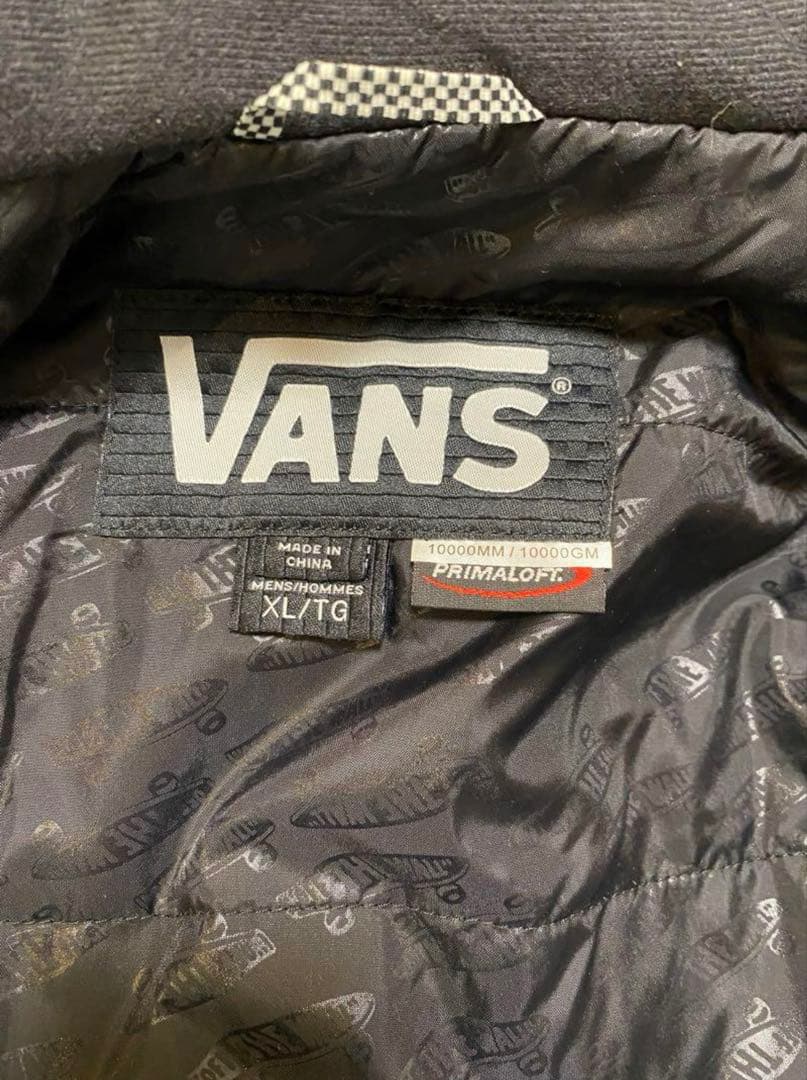 VANS®
MADE IN
CHINA
MENS/HOMMES
XL/TG
10000MM / 10000GM
PRIMALOFT®